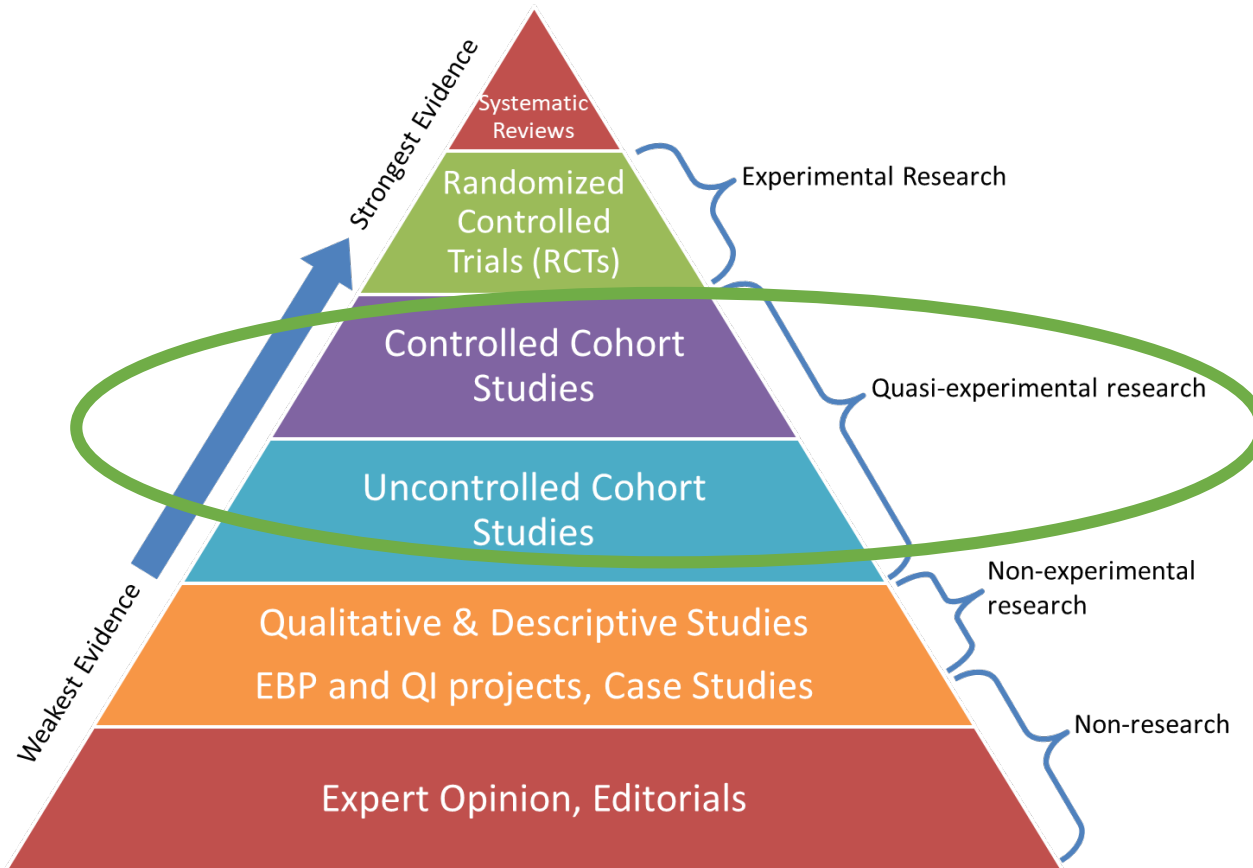 Systematic
Reviews
Strongest Evidence
Randomized
Controlled
Trials (RCTs)
Experimental Research
Controlled Cohort
Studies
Quasi-experimental research
Uncontrolled Cohort
Studies
Non-experimental
research
Weakest Evidence
Qualitative & Descriptive Studies
EBP and QI projects, Case Studies
Non-research
Expert Opinion, Editorials